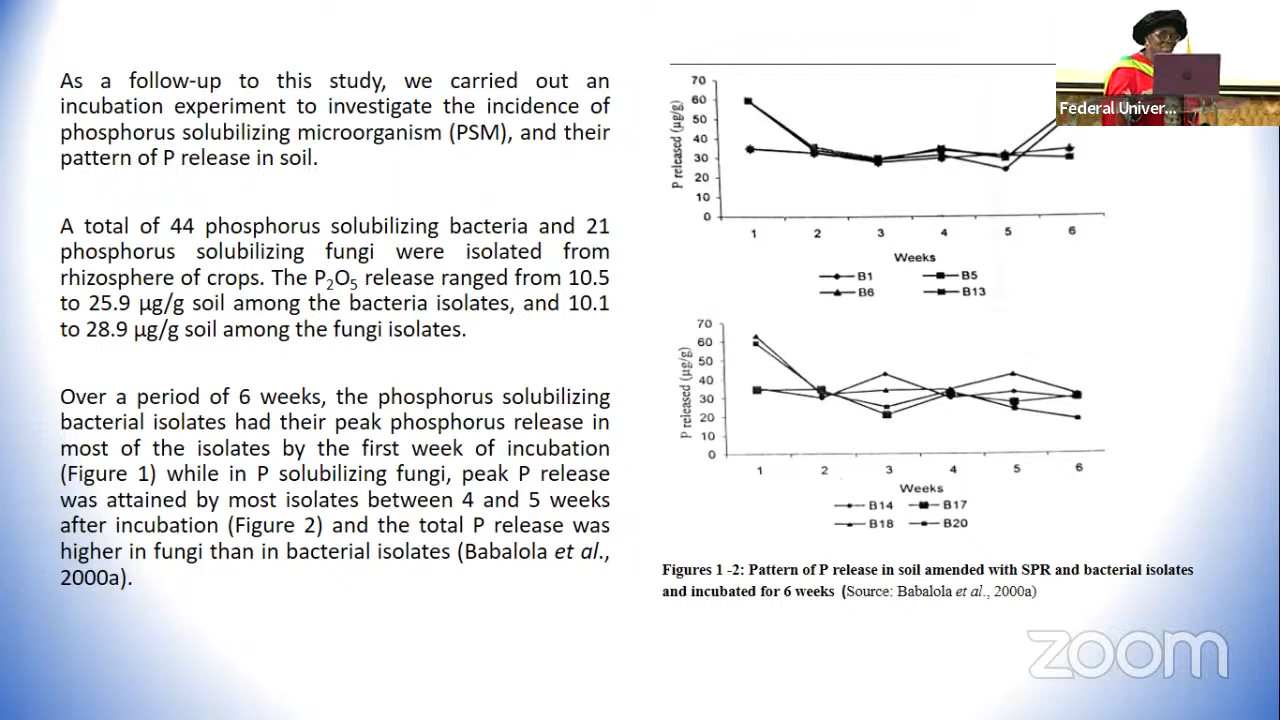 As a follow-up to this study, we carried out an
incubation experiment to investigate the incidence of
phosphorus solubilizing microorganism (PSM), and their
pattern of P release in soil.
A total of 44 phosphorus solubilizing bacteria and 21
phosphorus solubilizing fungi were isolated from
rhizosphere of crops. The P₂O₅ release ranged from 10.5
to 25.9 µg/g soil among the bacteria isolates, and 10.1
to 28.9 µg/g soil among the fungi isolates.
Over a period of 6 weeks, the phosphorus solubilizing
bacterial isolates had their peak phosphorus release in
most of the isolates by the first week of incubation
(Figure 1) while in P solubilizing fungi, peak P release
was attained by most isolates between 4 and 5 weeks
after incubation (Figure 2) and the total P release was
higher in fungi than in bacterial isolates (Babalola et al.,
2000a).
Federal Univer...
P released (µg/g)
70
60
50
40
30
20
10
0
1 2 3 4 5 6
Weeks
B1 B5
B6 B13
P released (µg/g)
70
60
50
40
30
20
10
0
1 2 3 4 5 6
Weeks
B14 B17
B18 B20
Figures 1 -2: Pattern of P release in soil amended with SPR and bacterial isolates
and incubated for 6 weeks (Source: Babalola et al., 2000a)
zoom